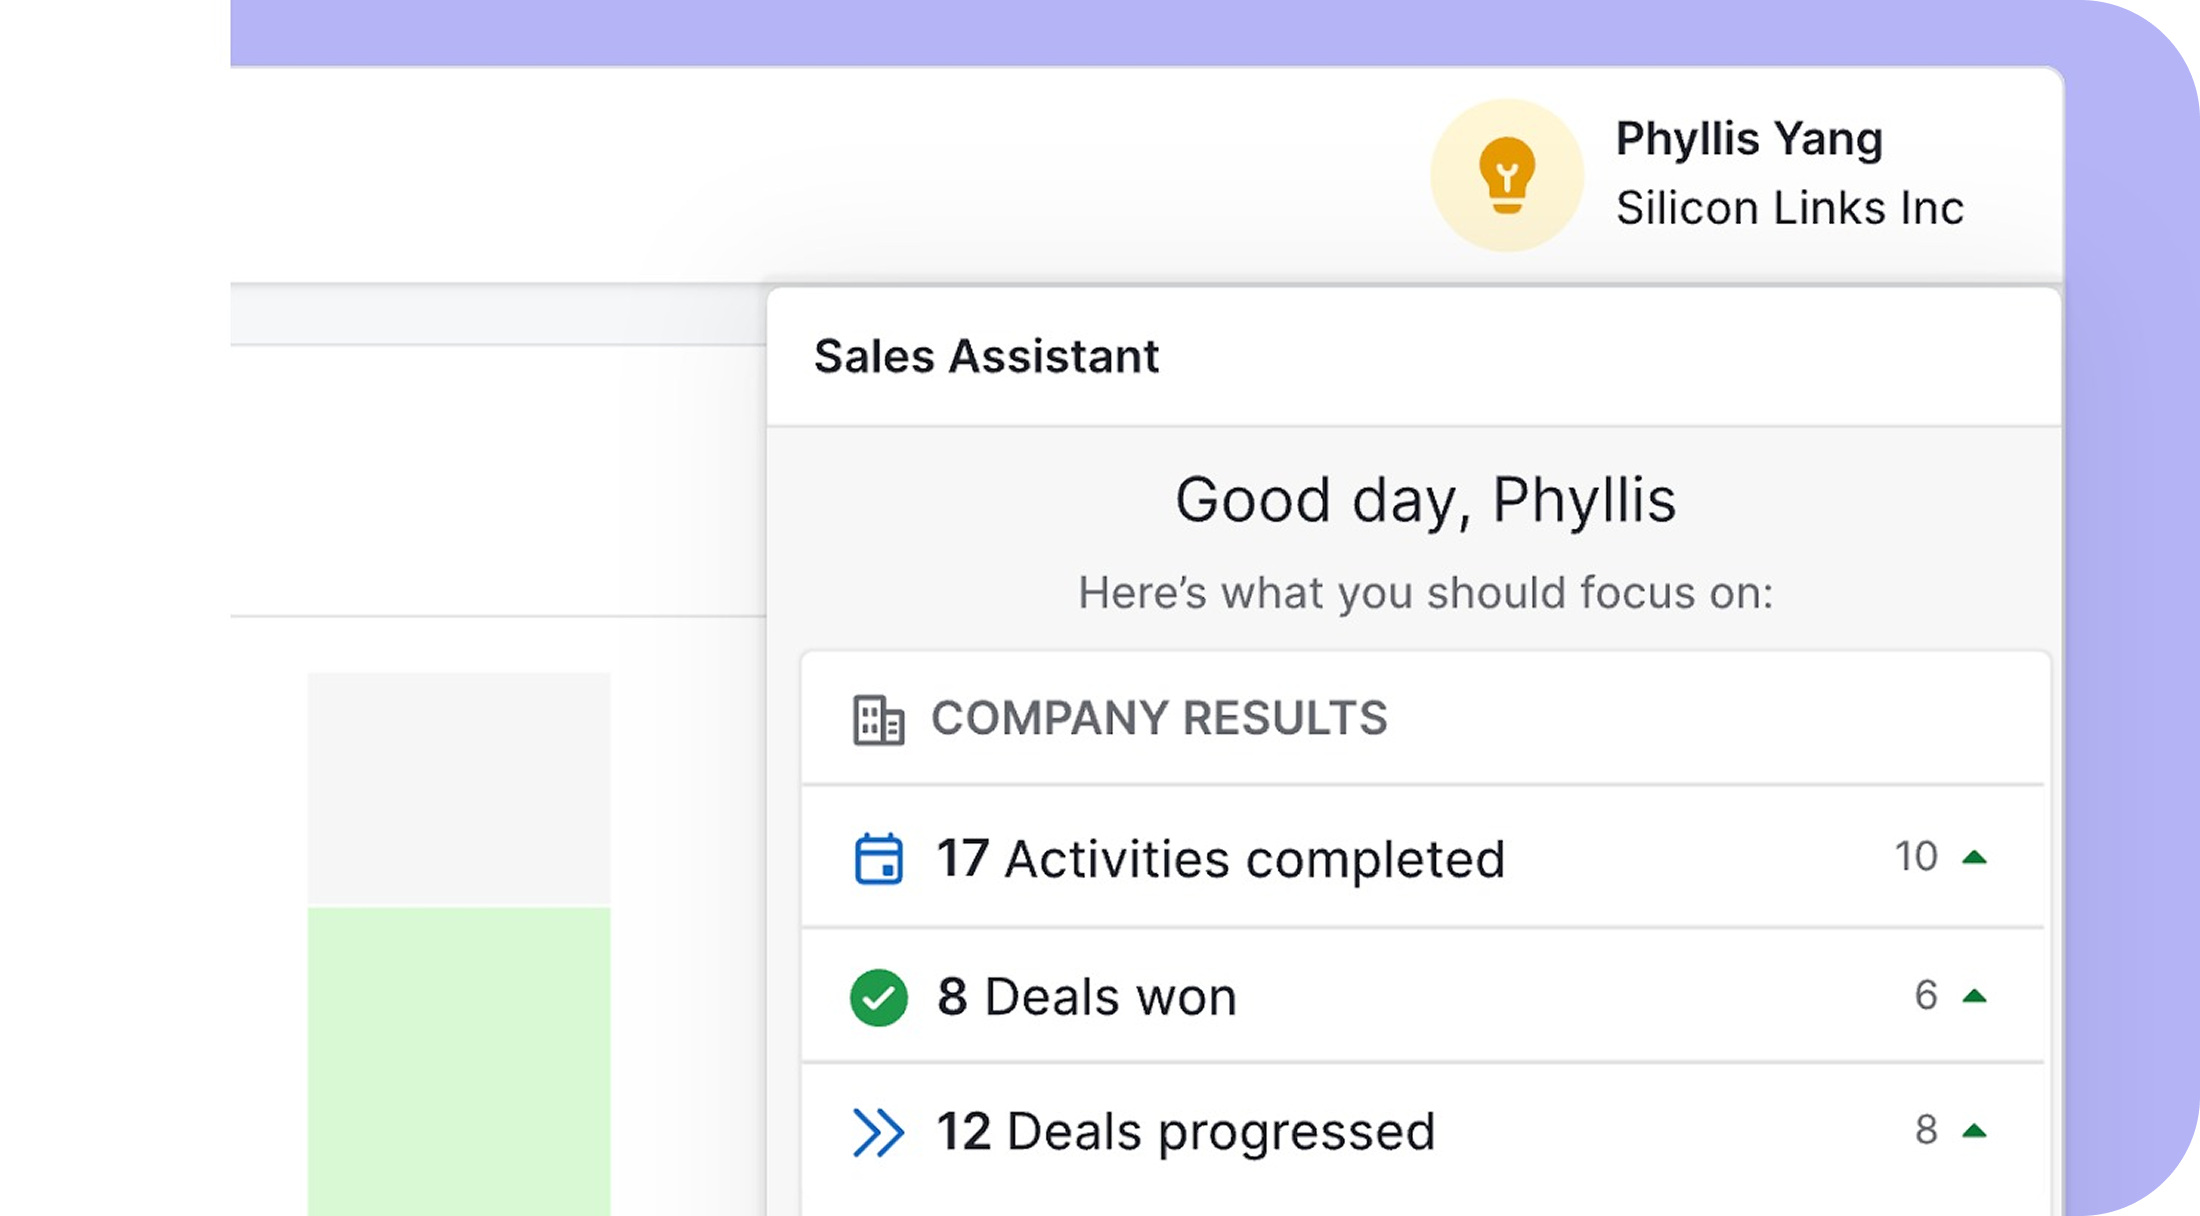 Phyllis Yang
Silicon Links Inc
Sales Assistant
Good day, Phyllis
Here’s what you should focus on:
COMPANY RESULTS
17 Activities completed 10
8 Deals won 6
12 Deals progressed 8